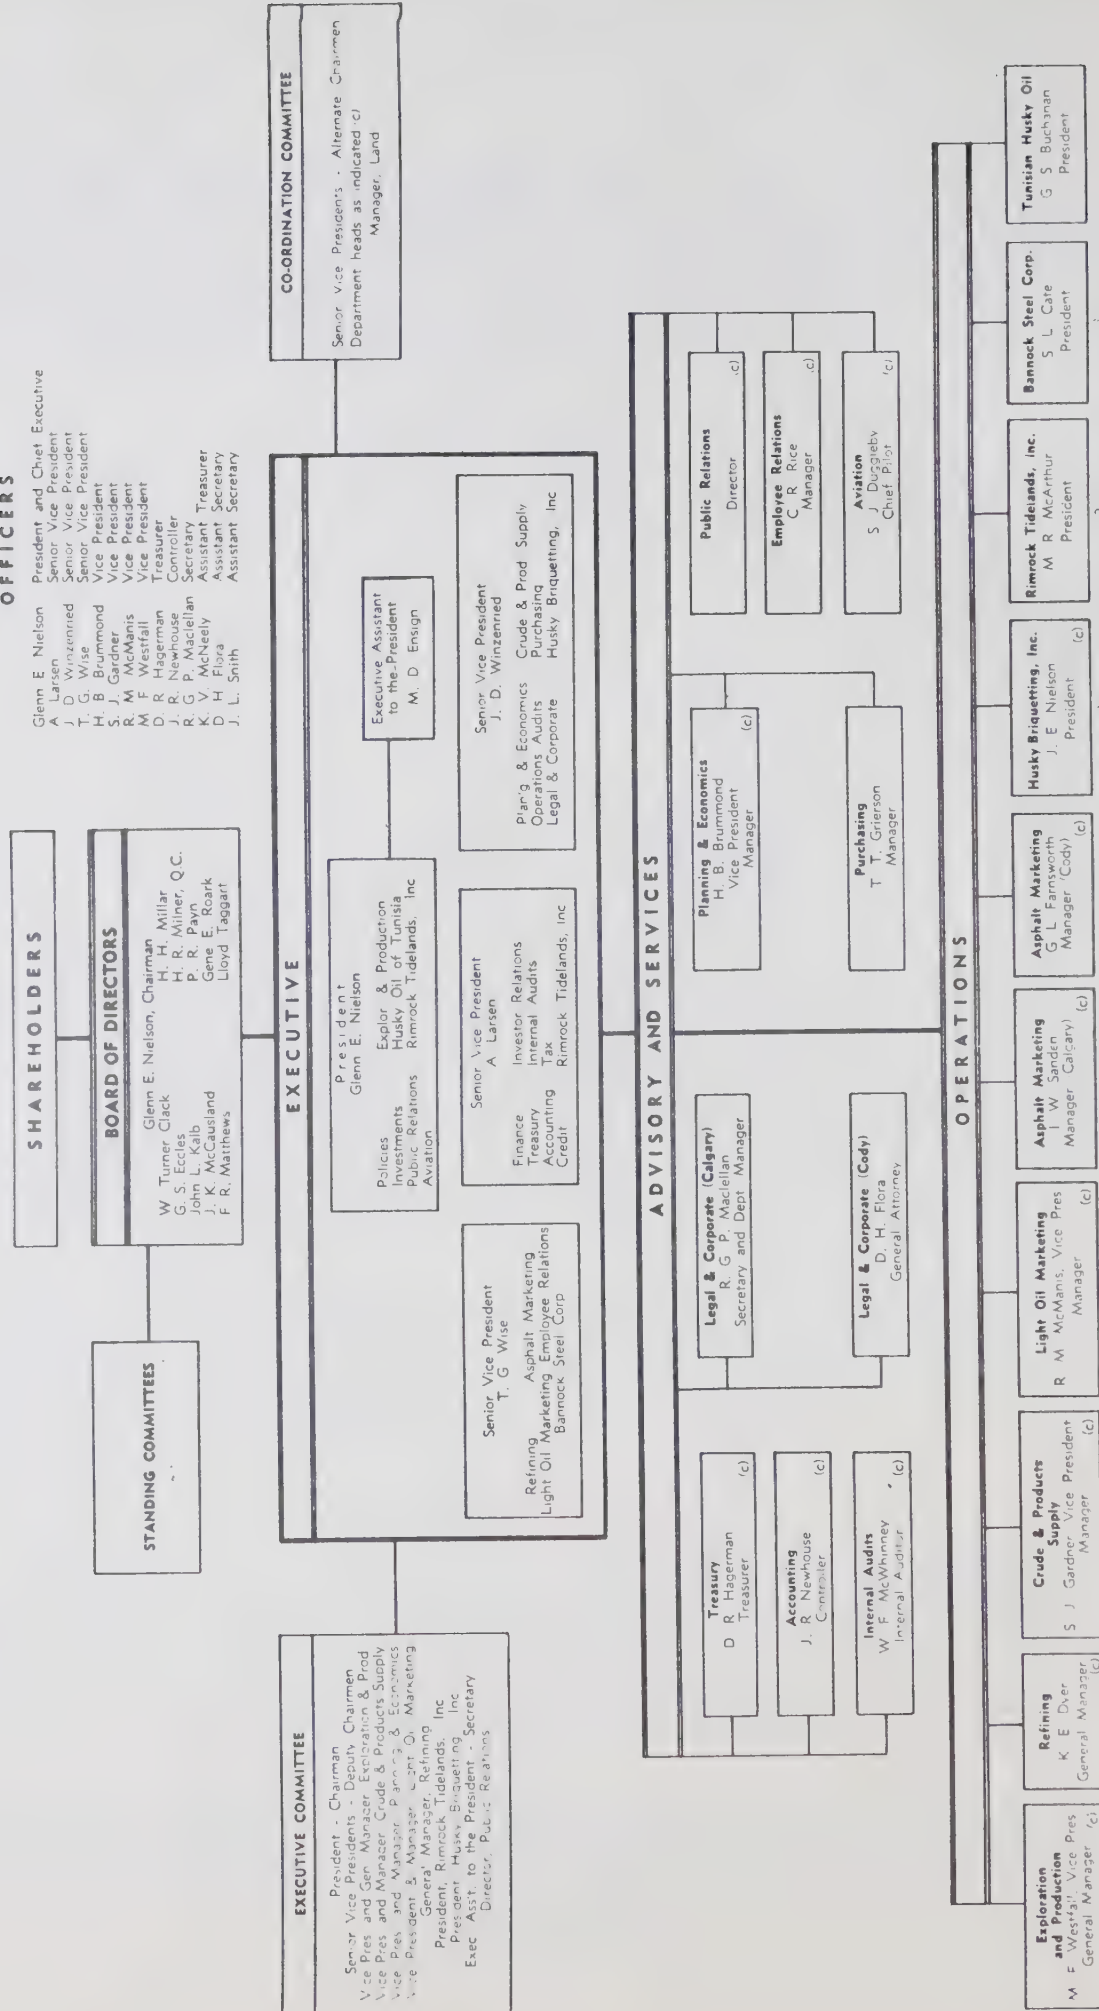 OFFICERS
Glenn E Nielson President and Chief Executive
A Larsen Senior Vice President
J D Winzenried Senior Vice President
T. G. Wise Senior Vice President
H. B Brummond Vice President
S. J. Gardner Vice President
R. M McManis Vice President
M F Westfall Vice President
D. R Hagerman Treasurer
J. R. Newhouse Controller
R. G P. Maclellan Secretary
K. V. McNeely Assistant Treasurer
D H Flora Assistant Secretary
J. L. Snith Assistant Secretary
SHAREHOLDERS
BOARD OF DIRECTORS
Glenn E. Nielson, Chairman
W Turner Clack H. H. Millar
G. S. Eccles H. R. Milner, Q.C.
John L. Kalb P. R. Payn
J. K. McCausland Gene E. Roark
F R. Matthews Lloyd Taggart
STANDING COMMITTEES
EXECUTIVE COMMITTEE
President - Chairman
Senior Vice Presidents - Deputy Chairmen
Vice Pres and Gen Manager Exploration & Prod
Vice Pres and Manager Crude & Products Supply
Vice Pres and Manager Planning & Economics
Vice President & Manager Light Oil Marketing
General Manager, Refining
President, Rimrock Tidelands, Inc
President Husky Briquetting Inc
Exec Ass't. to the President - Secretary
Director, Public Relations
EXECUTIVE
President
Glenn E. Nielson
Policies Explor & Production
Investments Husky Oil of Tunisia
Public Relations Rimrock Tidelands, Inc
Aviation
Executive Assistant
to the President
M. D Ensign
Senior Vice President
T. G Wise
Refining Asphalt Marketing
Light Oil Marketing Employee Relations
Bannock Steel Corp
Senior Vice President
A Larsen
Finance Investor Relations
Treasury Internal Audits
Accounting Tax
Credit Rimrock Tidelands, Inc
Senior Vice President
J. D. Winzenried
Plan'g & Economics Crude & Prod Supply
Operations Audits Purchasing
Legal & Corporate Husky Briquetting, Inc
CO-ORDINATION COMMITTEE
Senior Vice Presidents - Alternate Chairmen
Department heads as indicated (c)
Manager, Land
ADVISORY AND SERVICES
Treasury
D R Hagerman
Treasurer
(c)
Accounting
J. R Newhouse
Controller
(c)
Internal Audits
W F McWhinney
Internal Auditor
(c)
Legal & Corporate (Calgary)
R. G P. Maclellan
Secretary and Dept Manager
Legal & Corporate (Cody)
D. H. Flora
General Attorney
Planning & Economics
H. B. Brummond
Vice President
Manager
(c)
Purchasing
T T. Grierson
Manager
Public Relations
Director
(c)
Employee Relations
C R. Rice
Manager
(c)
Aviation
S J Duggleby
Chief Pilot
(c)
OPERATIONS
Exploration
and Production
M F Westfall, Vice Pres
General Manager (c)
Refining
K E Dyer
General Manager
(c)
Crude & Products
Supply
S J Gardner Vice President
Manager
(c)
Light Oil Marketing
R M McManis, Vice Pres
Manager
(c)
Asphalt Marketing
I W Sanden
Manager Calgary)
(c)
Asphalt Marketing
G L Farnsworth
Manager (Cody)
(c)
Husky Briquetting, Inc.
J. E Nielson
President
(c)
Rimrock Tidelands, Inc.
M R McArthur
President
Bannock Steel Corp.
S L Cate
President
Tunisian Husky Oil
G S Buchanan
President